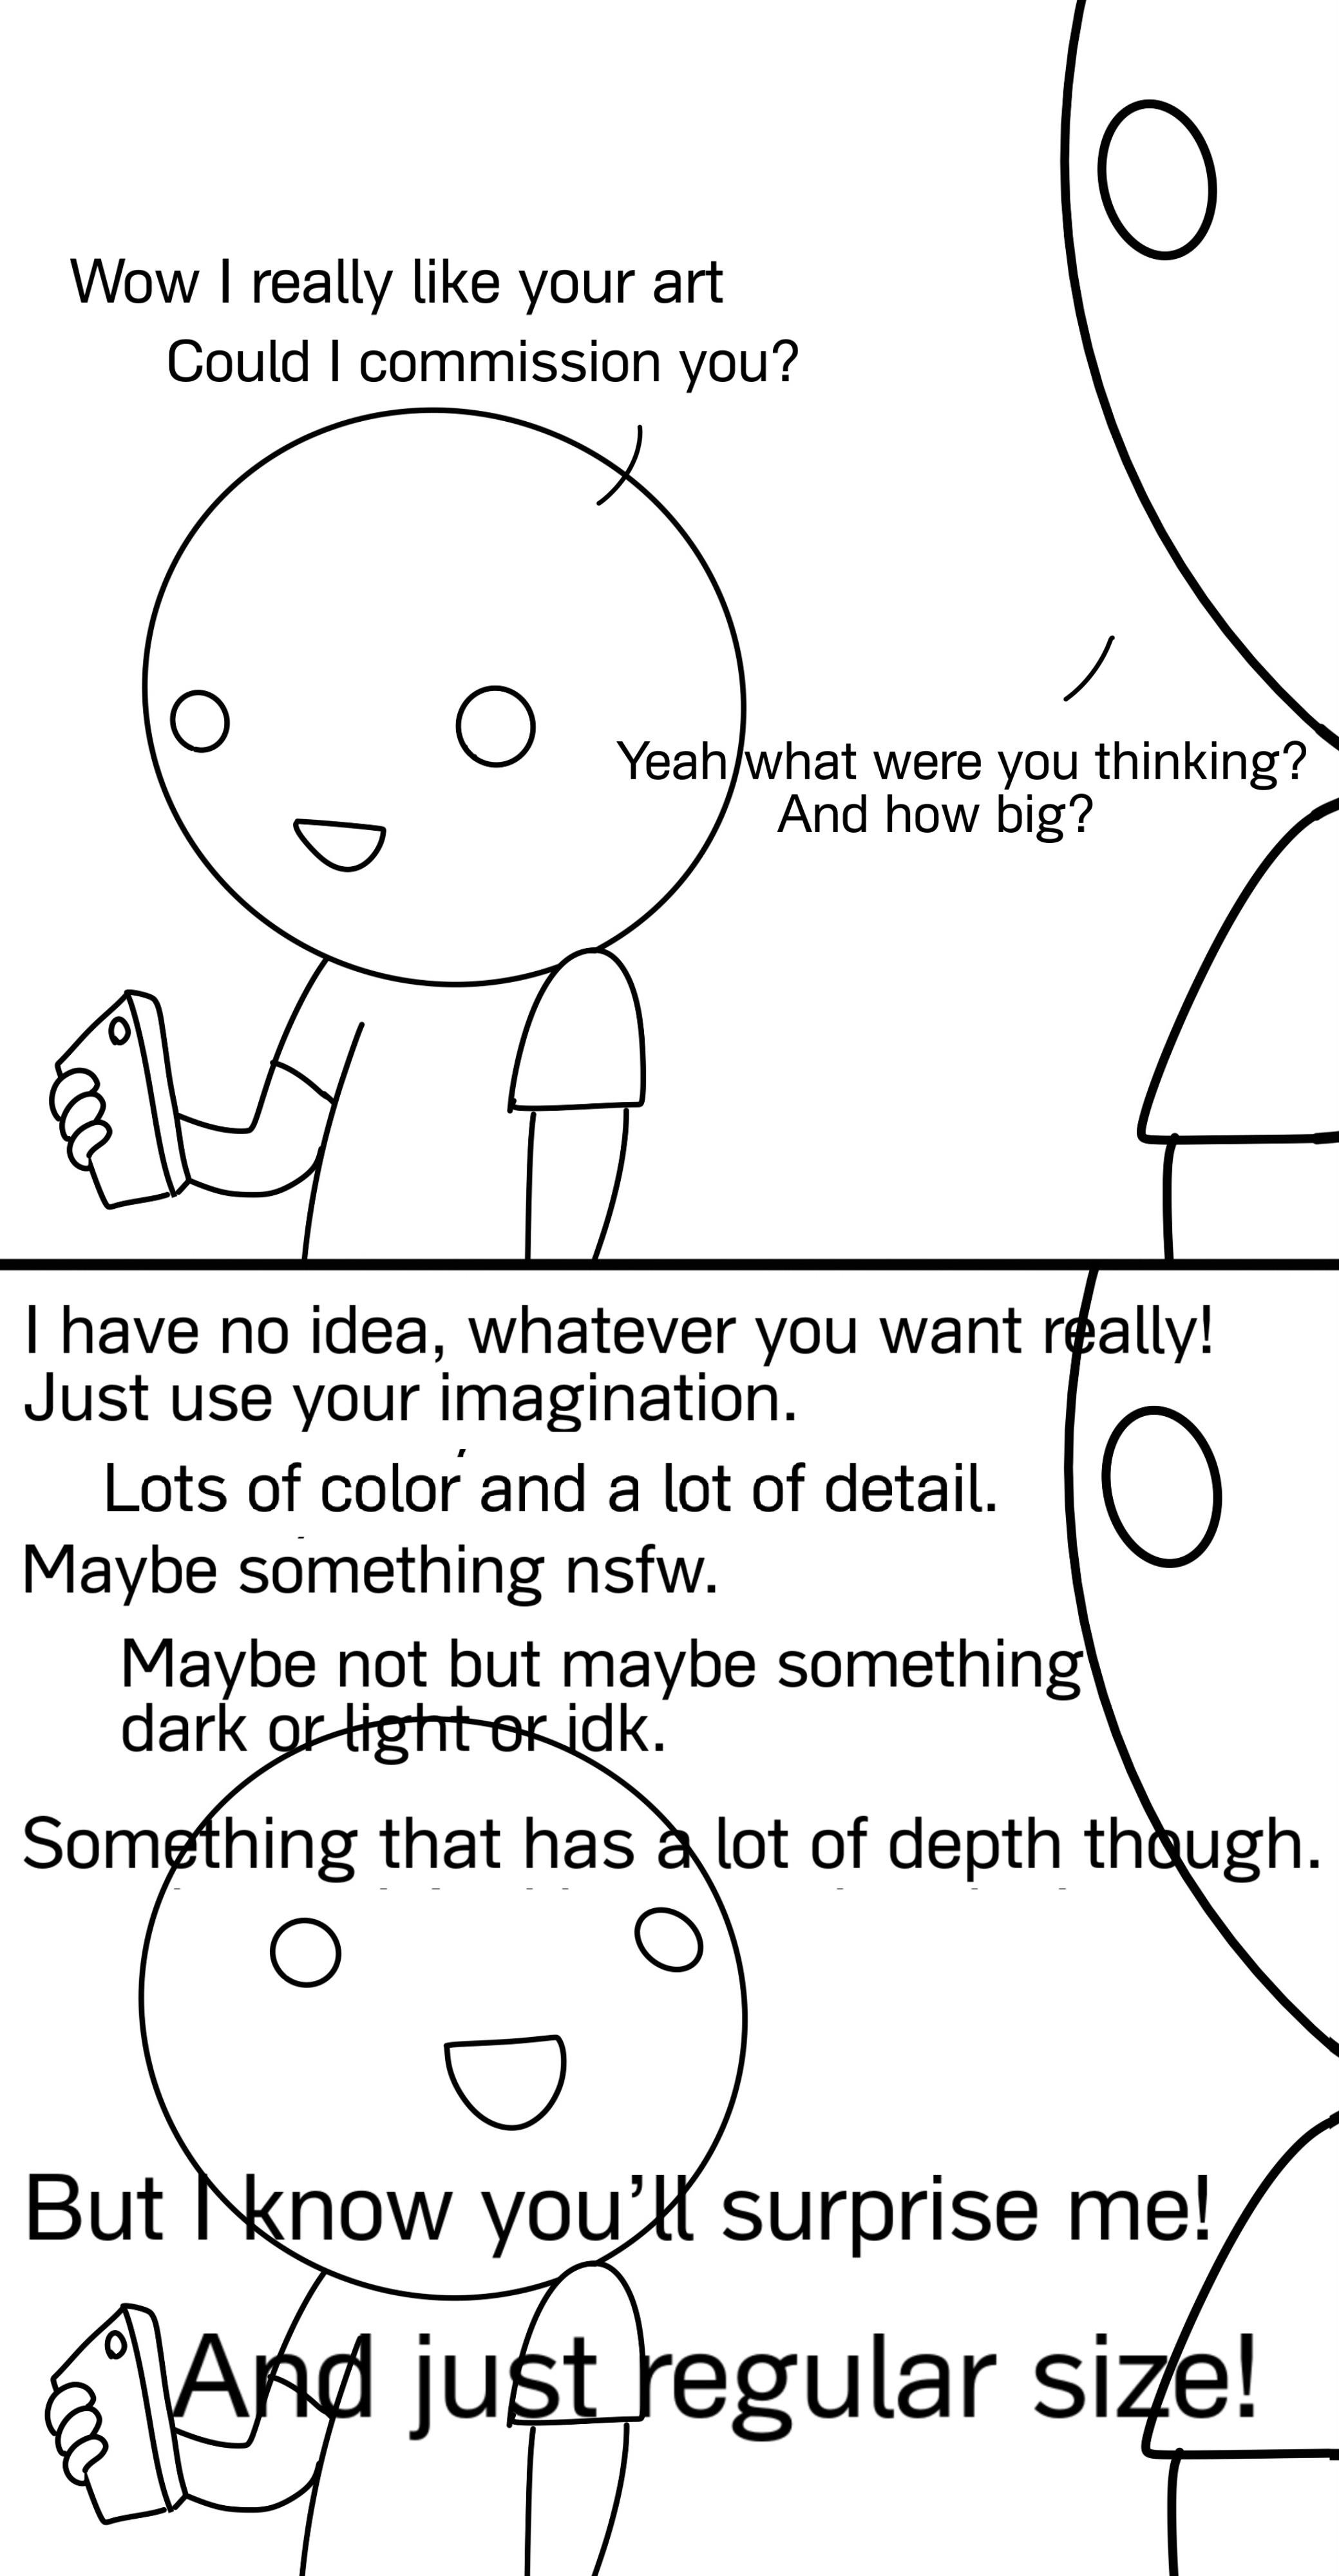 Wow I really like your art
Could I commission you?
Yeah what were you thinking?
And how big?
I have no idea, whatever you want really!
Just use your imagination.
Lots of color and a lot of detail.
Maybe something nsfw.
Maybe not but maybe something
dark or light or idk.
Something that has a lot of depth though.
But I know you'll surprise me!
And just regular size!